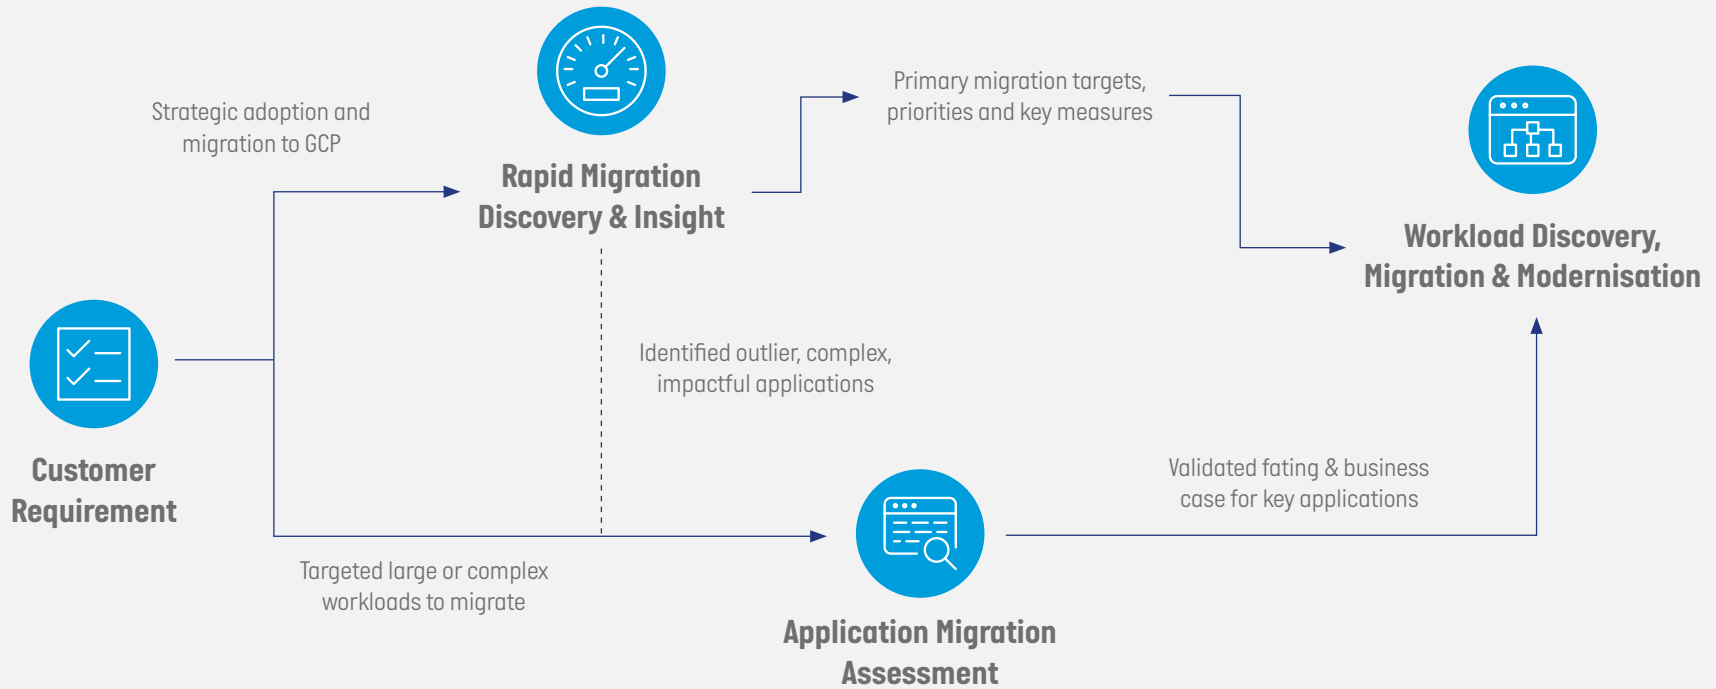 Strategic adoption and
migration to GCP
Rapid Migration
Discovery & Insight
Primary migration targets,
priorities and key measures
Workload Discovery,
Migration & Modernisation
Customer
Requirement
Identified outlier, complex,
impactful applications
Targeted large or complex
workloads to migrate
Application Migration
Assessment
Validated fating & business
case for key applications